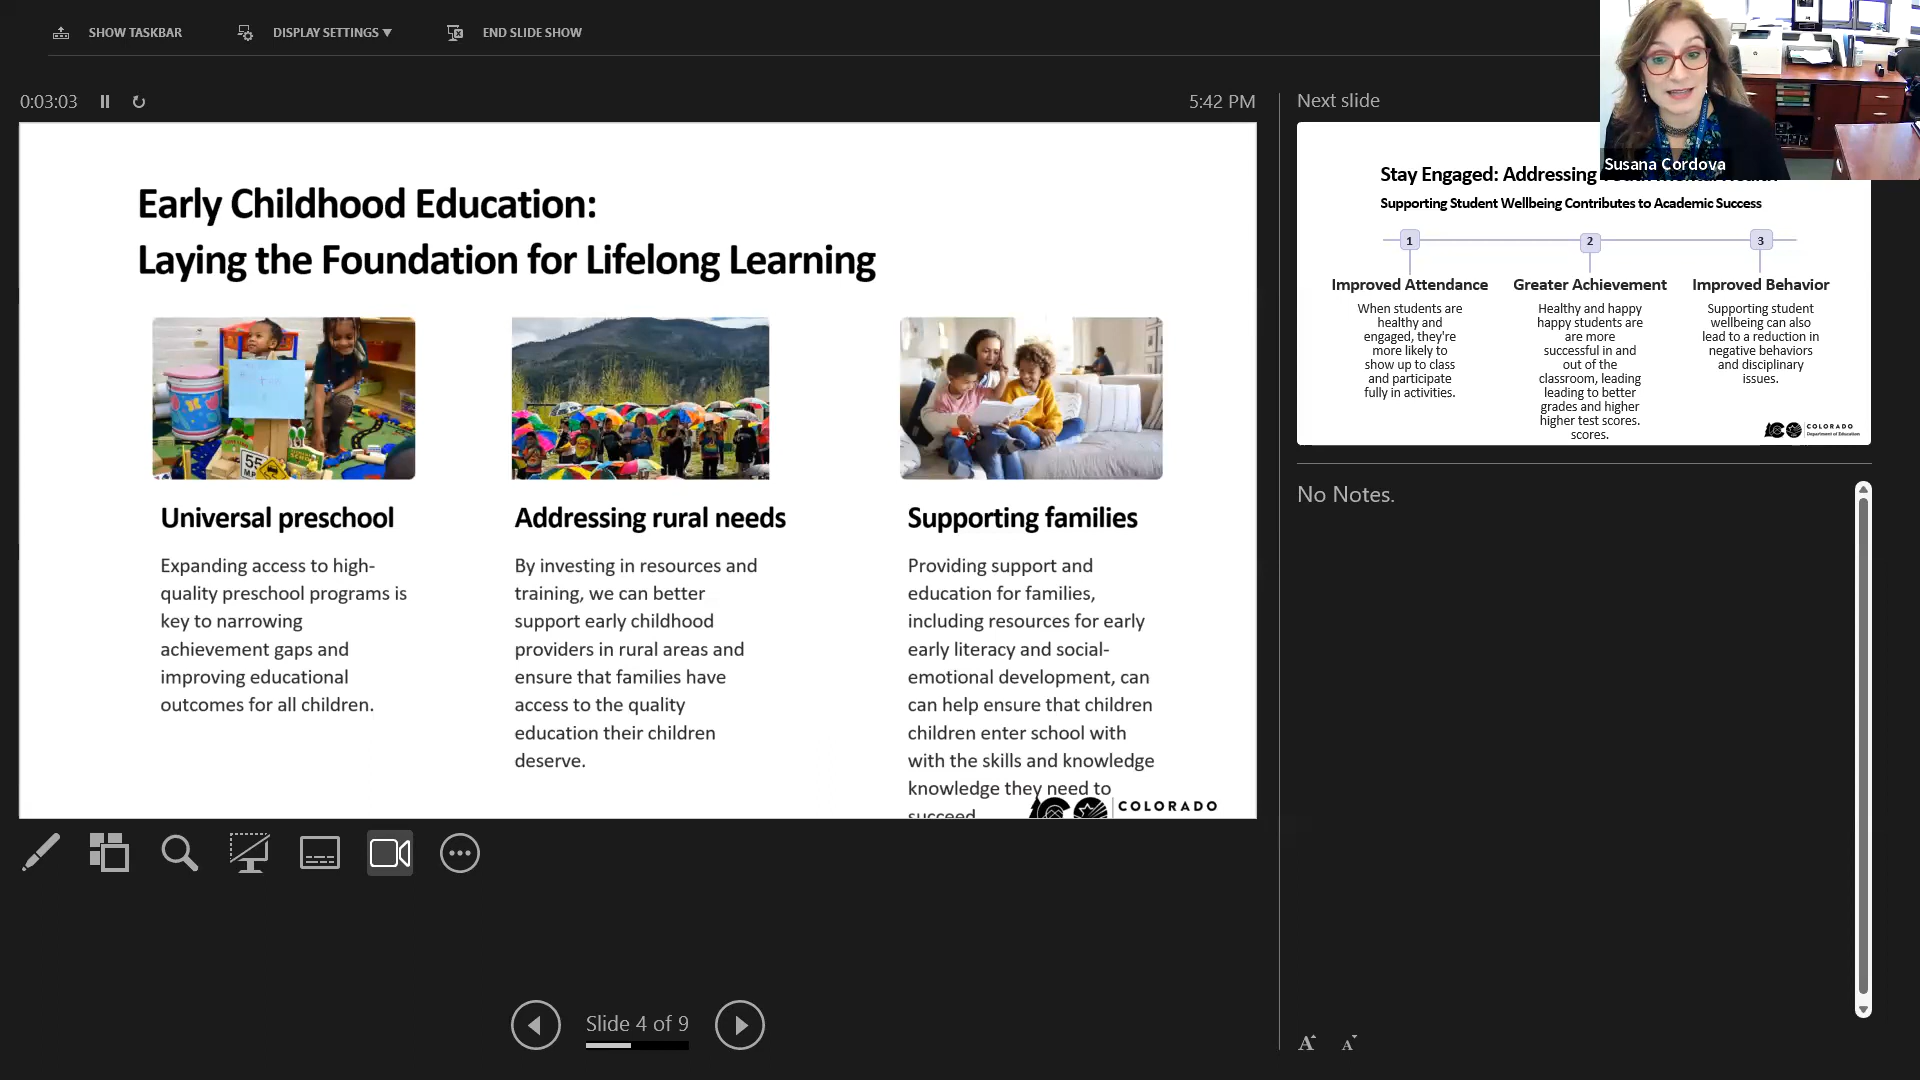 SHOW TASKBAR
DISPLAY SETTINGS ▼
END SLIDE SHOW
0:03:03
5:42 PM
Early Childhood Education:
Laying the Foundation for Lifelong Learning
Universal preschool
Expanding access to high-
quality preschool programs is
key to narrowing
achievement gaps and
improving educational
outcomes for all children.
55
Addressing rural needs
By investing in resources and
training, we can better
support early childhood
providers in rural areas and
ensure that families have
access to the quality
education their children
deserve.
Supporting families
Providing support and
education for families,
including resources for early
early literacy and social-
emotional development, can
can help ensure that children
children enter school with
with the skills and knowledge
knowledge they need to
succeed
COLORADO
Slide 4 of 9
Next slide
Susana Cordova
Stay Engaged: Addressing
Supporting Student Wellbeing Contributes to Academic Success
1
2
3
Improved Attendance
When students are
healthy and
engaged, they're
more likely to
show up to class
and participate
fully in activities.
Greater Achievement
Healthy and happy
happy students are
are more
successful in and
out of the
classroom, leading
leading to better
grades and higher
higher test scores.
scores.
Improved Behavior
Supporting student
wellbeing can also
lead to a reduction in
negative behaviors
and disciplinary
issues.
COLORADO
Department of Education
No Notes.
A
A